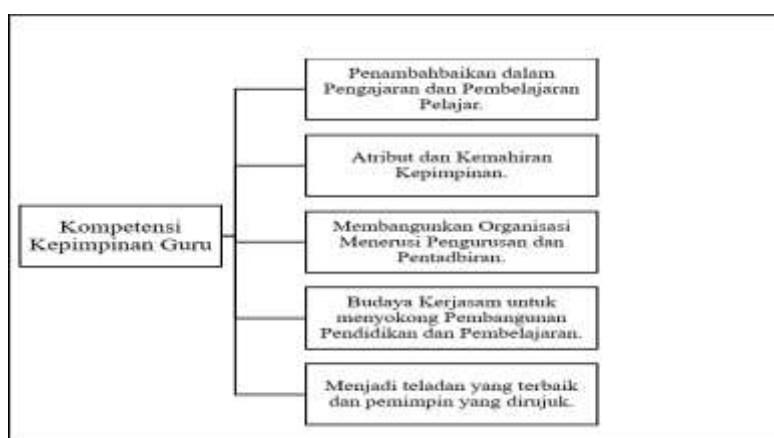 Penambahbaikan dalam
Pengajaran dan Pembelajaran
Pelajar.
Atribut dan Kemahiran
Kepimpinan.
Kompetensi
Kepimpinan Guru
Membangunkan Organisasi
Menerusi Pengurusan dan
Pentadbiran.
Budaya Kerjasam untuk
menyokong Pembangunan
Pendidikan dan Pembelajaran.
Menjadi teladan yang terbaik
dan pemimpin yang dirujuk.